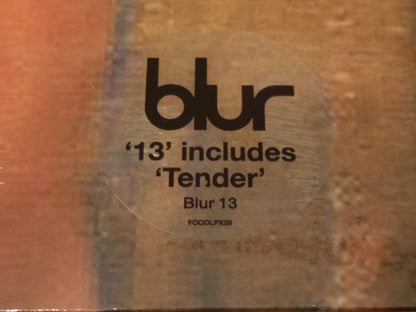 blur
‘13’ includes
‘Tender’
Blur 13
FOODLPX29